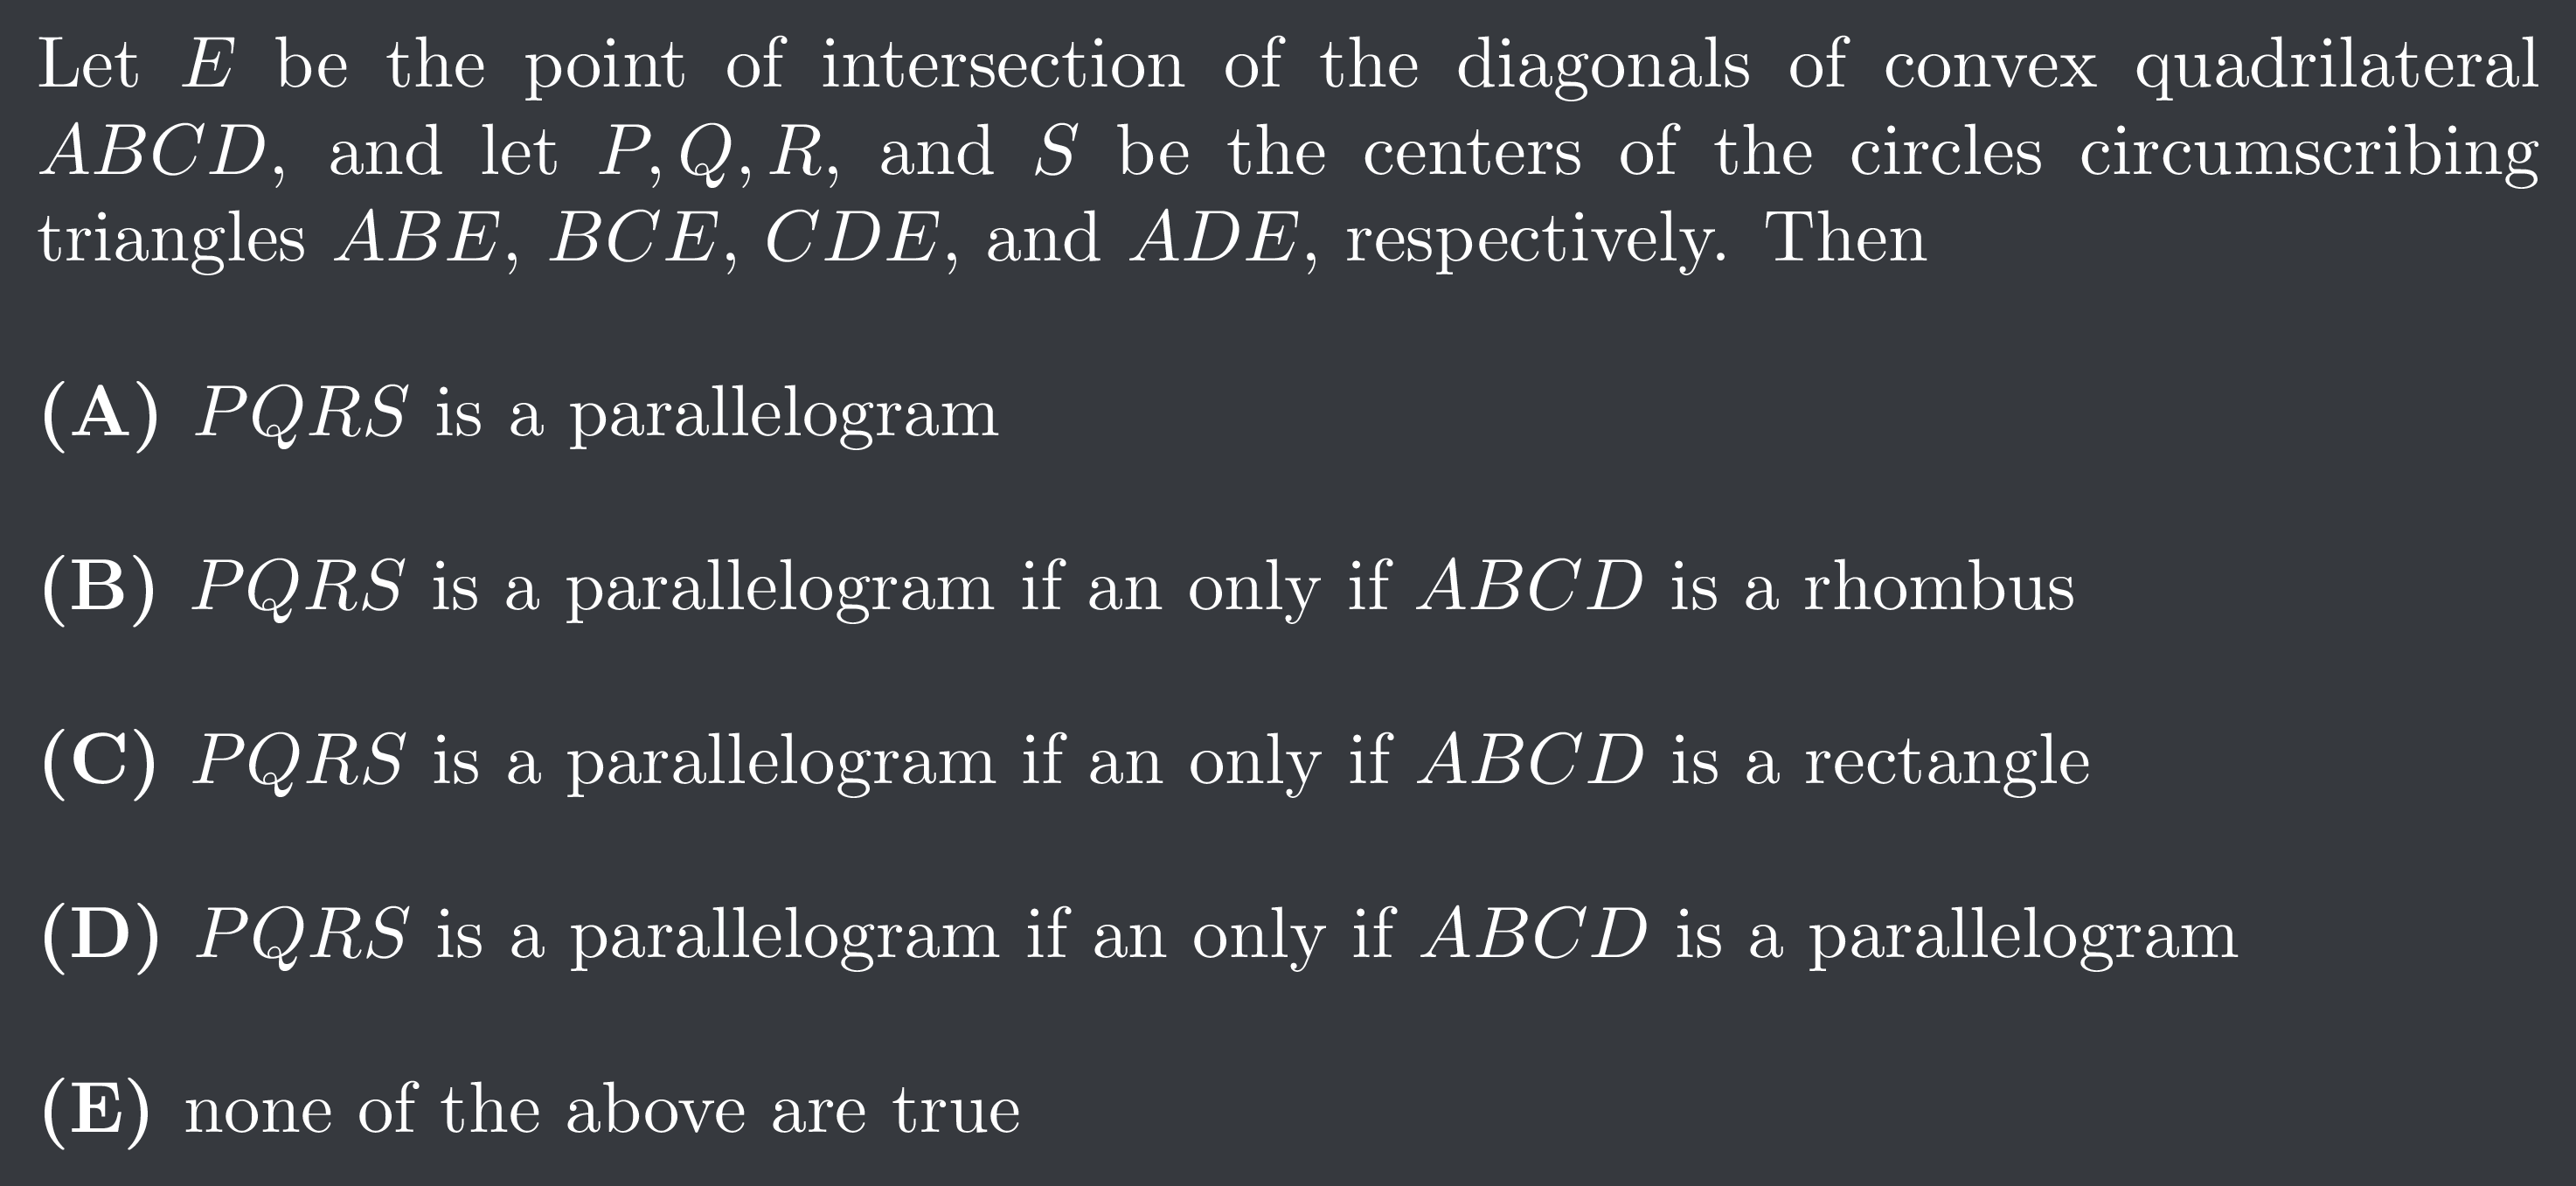 Let E be the point of intersection of the diagonals of convex quadrilateral
ABCD, and let P, Q, R, and S be the centers of the circles circumscribing
triangles ABE, BCE, CDE, and ADE, respectively. Then
(A) PQRS is a parallelogram
(B) PQRS is a parallelogram if an only if ABCD is a rhombus
(C) PQRS is a parallelogram if an only if ABCD is a rectangle
(D) PQRS is a parallelogram if an only if ABCD is a parallelogram
(E) none of the above are true